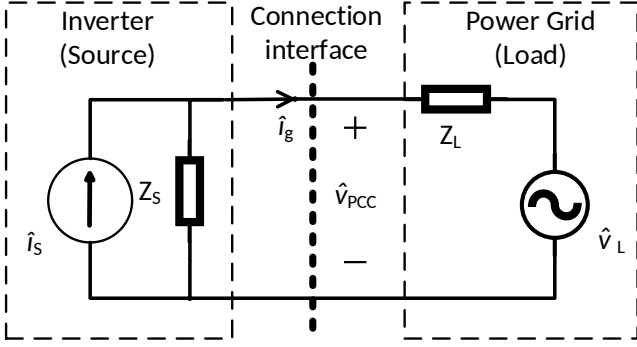 Inverter
(Source)
Connection
interface
Power Grid
(Load)
îg
+
ZL
ZS
v̂PCC
îS
v̂ L
−